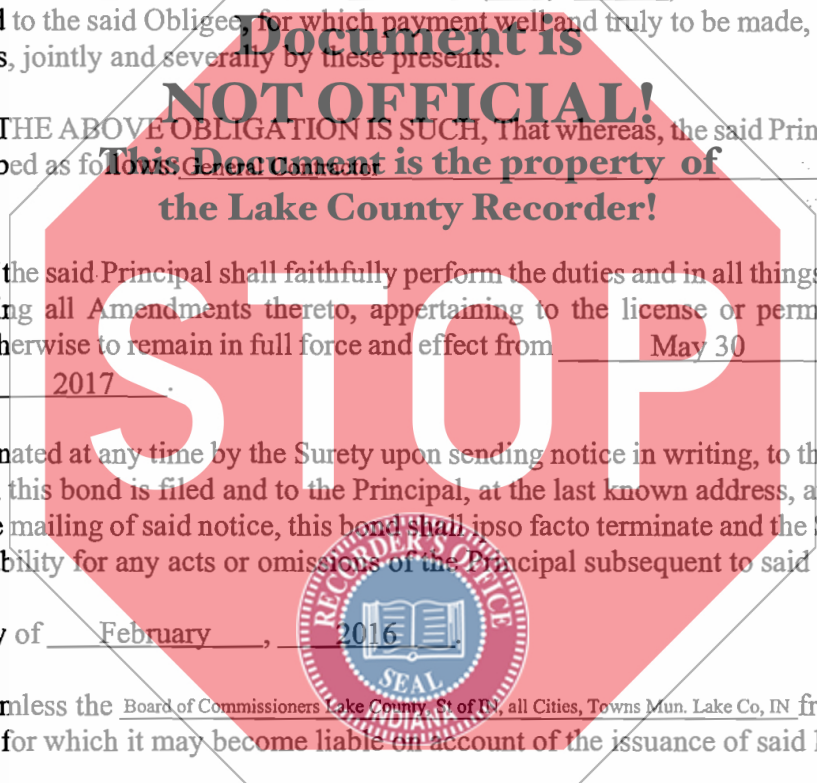 d to the said Obligee, for which payment well and truly to be made,
Document is
s, jointly and severally by these presents.
NOT OFFICIAL!
THE ABOVE OBLIGATION IS SUCH, That whereas, the said Prin
This Document is the property of
bed as follows: General Contractor
the Lake County Recorder!
the said Principal shall faithfully perform the duties and in all things
ng all Amendments thereto, appertaining to the license or perm
herwise to remain in full force and effect from May 30
2017 .
STOP
nated at any time by the Surety upon sending notice in writing, to th
this bond is filed and to the Principal, at the last known address, a
e mailing of said notice, this bond shall ipso facto terminate and the S
bility for any acts or omissions of the Principal subsequent to said
RECORDER'S OFFICE
y of February , 2016 .
SEAL
mless the Board of Commissioners Lake County, St of IN, all Cities, Towns Mun. Lake Co, IN fr
INDIANA
for which it may become liable on account of the issuance of said l